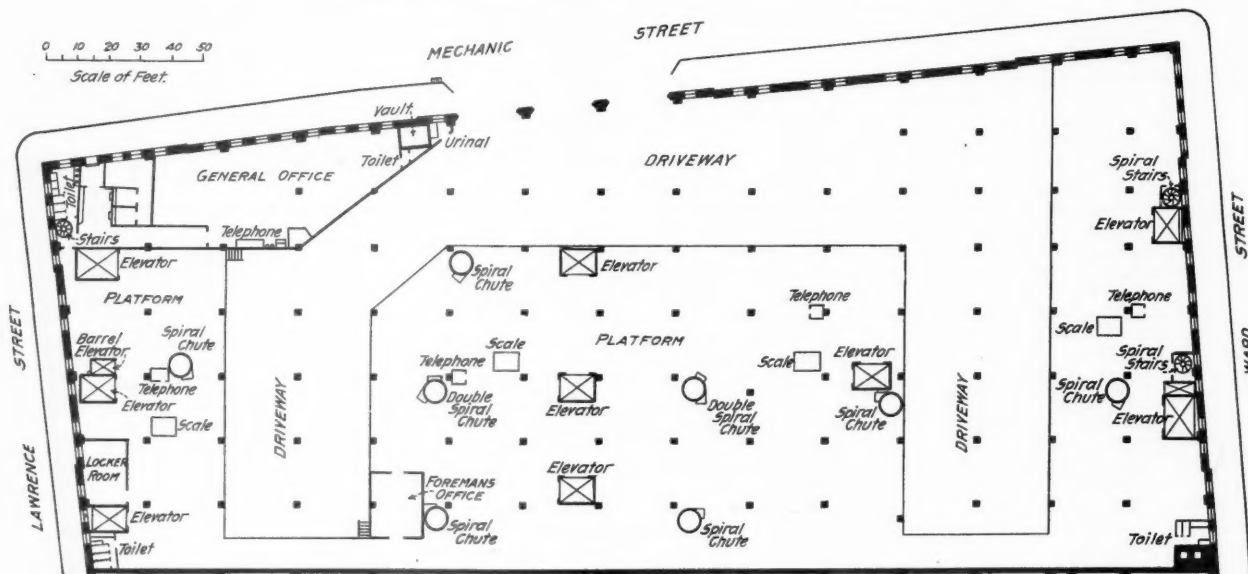 0 10 20 30 40 50
Scale of Feet.
MECHANIC
STREET
Vault
Urinal
Toilet
GENERAL OFFICE
DRIVEWAY
Spiral
Stairs
Toilet
Stairs
Telephone
Elevator
Elevator
Spiral
Chute
Elevator
PLATFORM
Telephone
Telephone
STREET
STREET
Barrel
Elevator
Spiral
Chute
Scale
PLATFORM
Scale
Spiral
Stairs
Telephone
Scale
Elevator
Telephone
Elevator
Double
Spiral
Chute
Elevator
Double
Spiral
Chute
Spiral
Chute
Spiral
Chute
Elevator
WARD
Scale
DRIVEWAY
DRIVEWAY
LOCKER
ROOM
Elevator
FOREMANS
OFFICE
LAWRENCE
Elevator
Spiral
Chute
Spiral
Chute
Toilet
Toilet